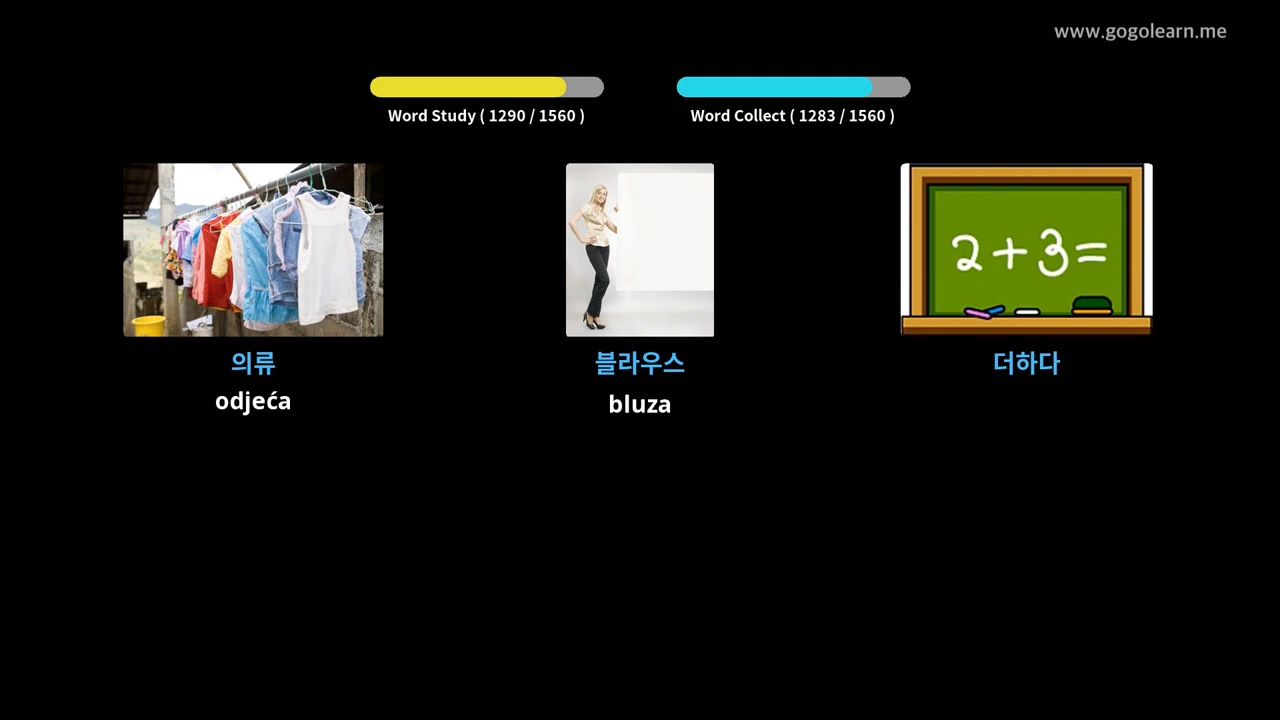 www.gogolearn.me
Word Study ( 1290 / 1560 )
Word Collect ( 1283 / 1560 )
2+3=
의류
블라우스
더하다
odjeća
bluza